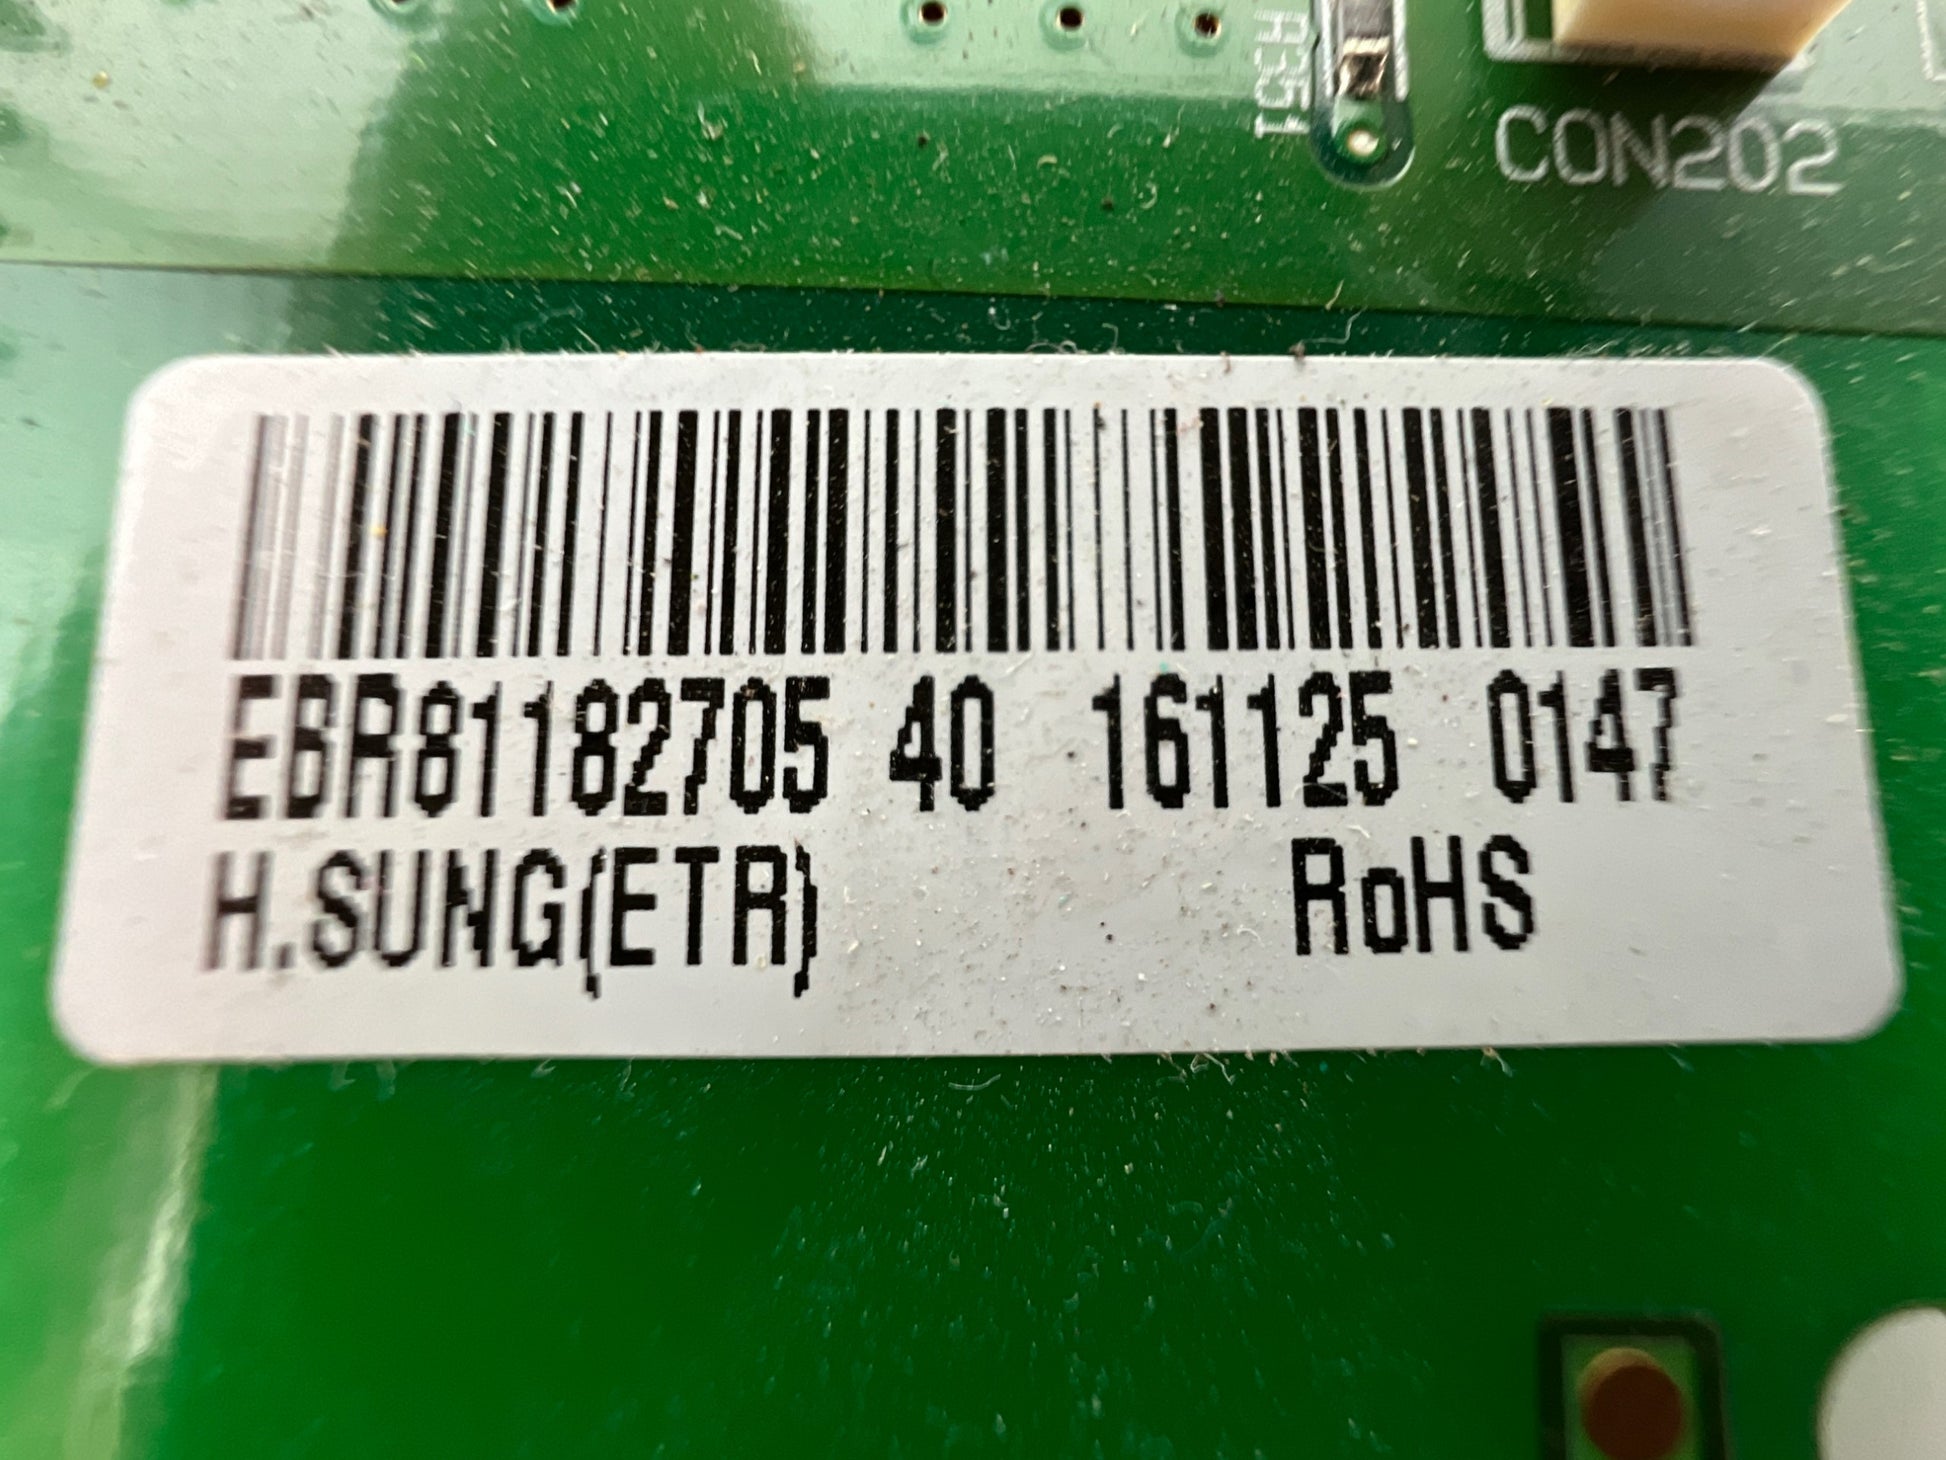 CON202
EBR81182705 40 161125 0147
H.SUNG(ETR) RoHS